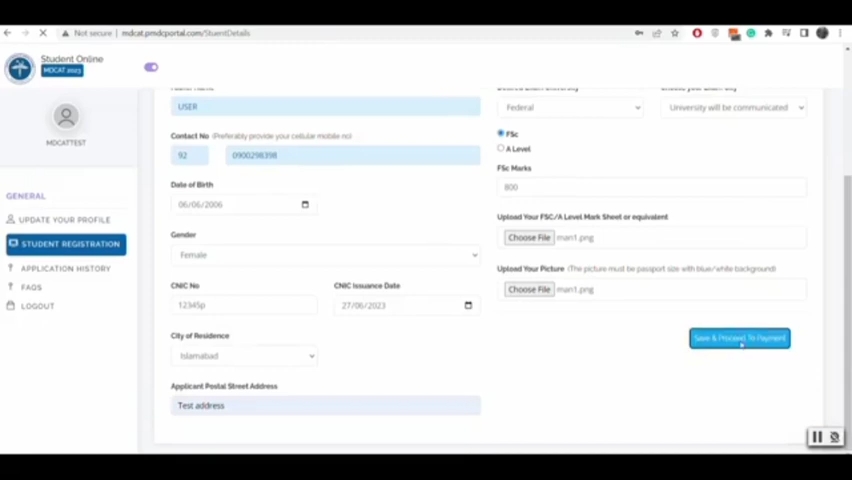 Not secure | mdcat.pmdcportal.com/StuentDetails
Student Online
MDCAT 2023
MDCATTEST
GENERAL
UPDATE YOUR PROFILE
STUDENT REGISTRATION
APPLICATION HISTORY
FAQS
LOGOUT
USER
Contact No (Preferably provide your cellular mobile no)
92
0900298398
Date of Birth
06/06/2006
Gender
Female
CNIC No
12345p
CNIC Issuance Date
27/06/2023
City of Residence
Islamabad
Applicant Postal Street Address
Test address
Federal
University will be communicated
FSc
A Level
FSc Marks
800
Upload Your FSC/A Level Mark Sheet or equivalent
Choose File man1.png
Upload Your Picture (The picture must be passport size with blue/white background)
Choose File man1.png
Save & Proceed To Payment